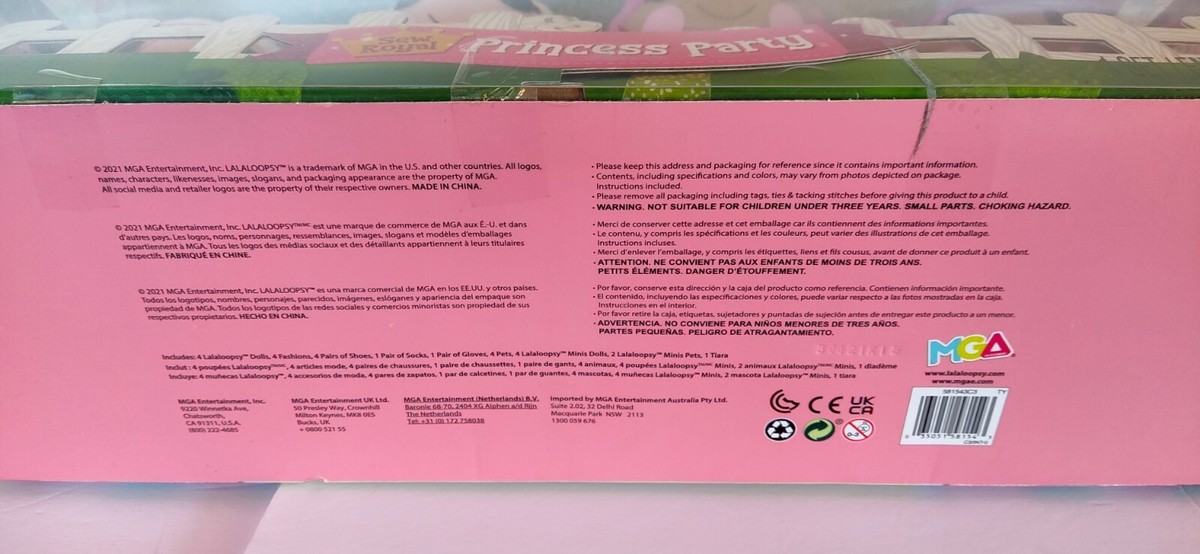 Sew Royal
Princess Party
© 2021 MGA Entertainment, Inc. LALALOOPSY™ is a trademark of MGA in the U.S. and other countries. All logos,
names, characters, likenesses, images, slogans, and packaging appearance are the property of MGA.
All social media and retailer logos are the property of their respective owners. MADE IN CHINA.
© 2021 MGA Entertainment, Inc. LALALOOPSY™/MC est une marque de commerce de MGA aux É.-U. et dans
d'autres pays. Les logos, noms, personnages, ressemblances, images, slogans et modèles d'emballages
appartiennent à MGA. Tous les logos des médias sociaux et des détaillants appartiennent à leurs titulaires
respectifs. FABRIQUÉ EN CHINE.
© 2021 MGA Entertainment, Inc. LALALOOPSY™ es una marca comercial de MGA en los EE.UU. y otros países.
Todos los logotipos, nombres, personajes, parecidos, imágenes, eslóganes y apariencia del empaque son
propiedad de MGA. Todos los logotipos de las redes sociales y comercios minoristas son propiedad de sus
respectivos propietarios. HECHO EN CHINA.
• Please keep this address and packaging for reference since it contains important information.
• Contents, including specifications and colors, may vary from photos depicted on package.
Instructions included.
• Please remove all packaging including tags, ties & tacking stitches before giving this product to a child.
• WARNING. NOT SUITABLE FOR CHILDREN UNDER THREE YEARS. SMALL PARTS. CHOKING HAZARD.
• Merci de conserver cette adresse et cet emballage car ils contiennent des informations importantes.
• Le contenu, y compris les spécifications et les couleurs, peut varier des illustrations de cet emballage.
Instructions incluses.
• Merci d'enlever l'emballage, y compris les étiquettes, liens et fils cousus, avant de donner ce produit à un enfant.
• ATTENTION. NE CONVIENT PAS AUX ENFANTS DE MOINS DE TROIS ANS.
PETITS ÉLÉMENTS. DANGER D'ÉTOUFFEMENT.
• Por favor, conserve esta dirección y la caja del producto como referencia. Contienen información importante.
• El contenido, incluyendo las especificaciones y colores, puede variar respecto a las fotos mostradas en la caja.
Instrucciones en el interior.
• Por favor retire la caja, etiquetas, sujetadores y puntadas de sujeción antes de entregar este producto a un menor.
• ADVERTENCIA. NO CONVIENE PARA NIÑOS MENORES DE TRES AÑOS.
PARTES PEQUEÑAS. PELIGRO DE ATRAGANTAMIENTO.
Includes: 4 Lalaloopsy™ Dolls, 4 Fashions, 4 Pairs of Shoes, 1 Pair of Socks, 1 Pair of Gloves, 4 Pets, 4 Lalaloopsy™ Minis Dolls, 2 Lalaloopsy™ Minis Pets, 1 Tiara
Inclut : 4 poupées Lalaloopsy™/MC, 4 articles mode, 4 paires de chaussures, 1 paire de chaussettes, 1 paire de gants, 4 animaux, 4 poupées Lalaloopsy™/MC Minis, 2 animaux Lalaloopsy™/MC Minis, 1 diadème
Incluye: 4 muñecas Lalaloopsy™, 4 accesorios de moda, 4 pares de zapatos, 1 par de calcetines, 1 par de guantes, 4 mascotas, 4 muñecas Lalaloopsy™ Minis, 2 mascota Lalaloopsy™ Minis, 1 tiara
MGA Entertainment, Inc.
9220 Winnetka Ave,
Chatsworth,
CA 91311, U.S.A.
(800) 222-4685
MGA Entertainment UK Ltd.
50 Presley Way, Crownhill
Milton Keynes, MK8 0ES
Bucks, UK
+ 0800 521 55
MGA Entertainment (Netherlands) B.V.
Baronie 68-70, 2404 XG Alphen a/d Rijn
The Netherlands
Tel: +31 (0) 172 758038
Imported by MGA Entertainment Australia Pty Ltd.
Suite 2.02, 32 Delhi Road
Macquarie Park NSW 2113
1300 059 676
CE
UK
CA
0-3
MGA
www.lalaloopsy.com
www.mgae.com
581543C3 TY
0 35051 58154 3